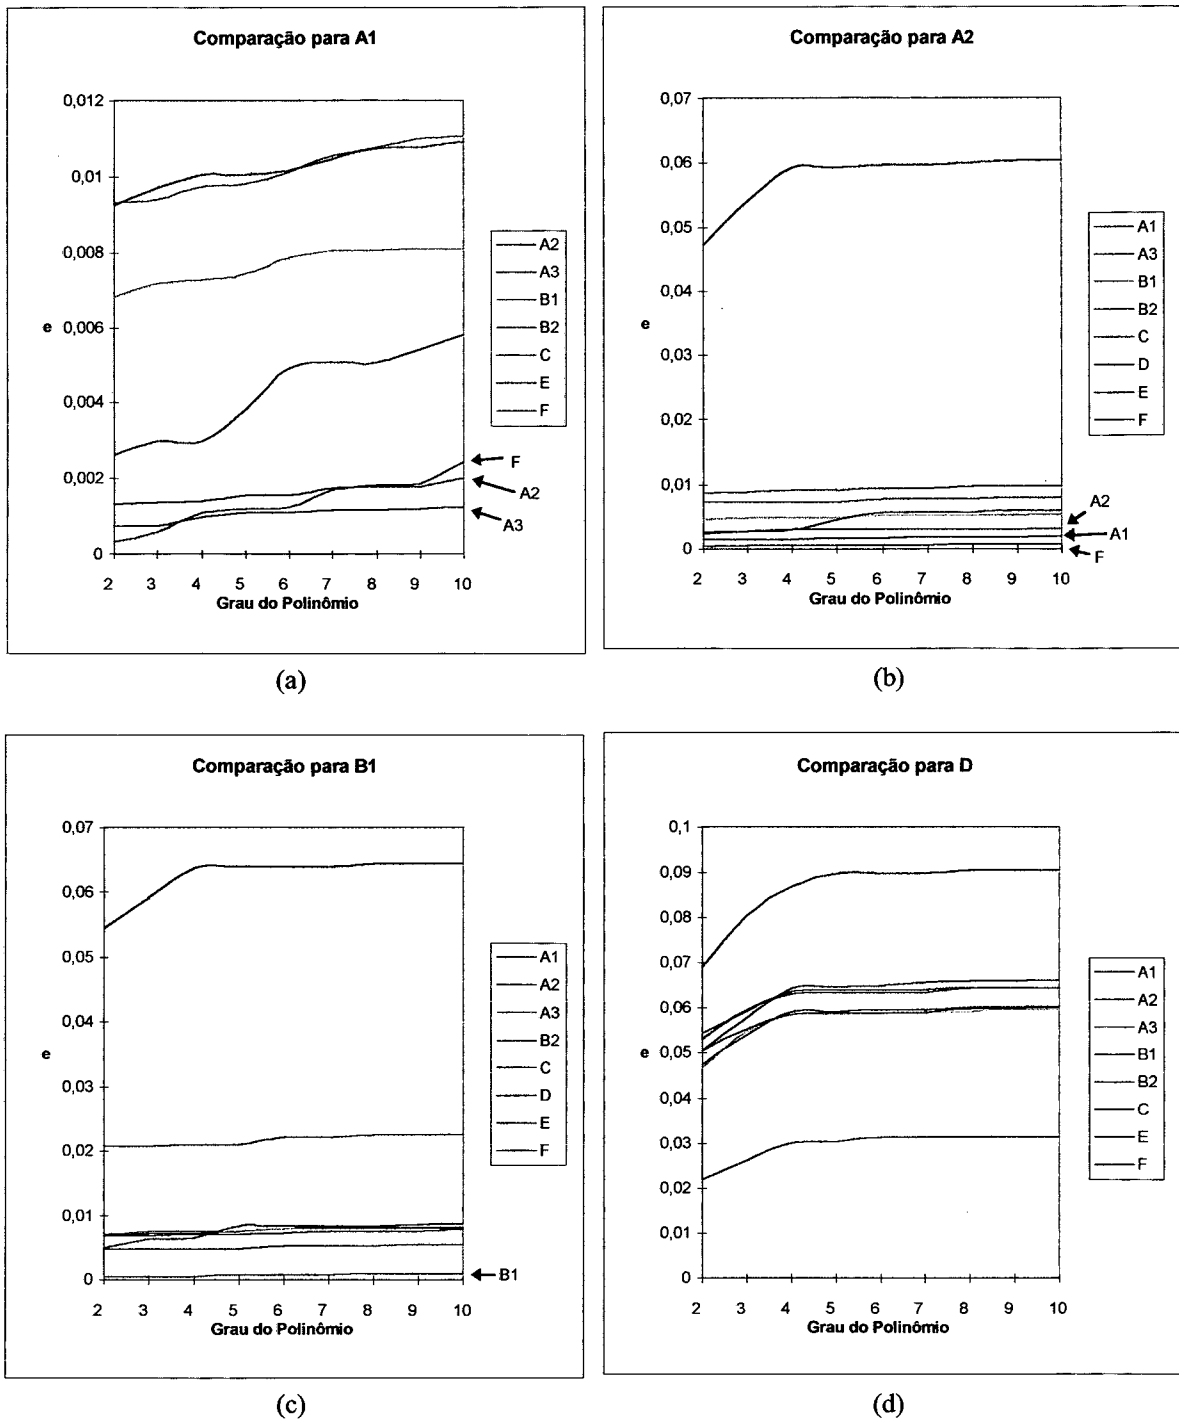 Comparação para A1
0,012
0,01
0,008
e 0,006
0,004
0,002
0
2 3 4 5 6 7 8 9 10
Grau do Polinômio
A2
A3
B1
B2
C
E
F
F
A2
A3
(a)
Comparação para A2
0,07
0,06
0,05
0,04
e
0,03
0,02
0,01
0
2 3 4 5 6 7 8 9 10
Grau do Polinômio
A1
A3
B1
B2
C
D
E
F
A2
A1
F
(b)
Comparação para B1
0,07
0,06
0,05
0,04
e
0,03
0,02
0,01
0
2 3 4 5 6 7 8 9 10
Grau do Polinômio
A1
A2
A3
B2
C
D
E
F
B1
(c)
Comparação para D
0,1
0,09
0,08
0,07
0,06
e 0,05
0,04
0,03
0,02
0,01
0
2 3 4 5 6 7 8 9 10
Grau do Polinômio
A1
A2
A3
B1
B2
C
E
F
(d)